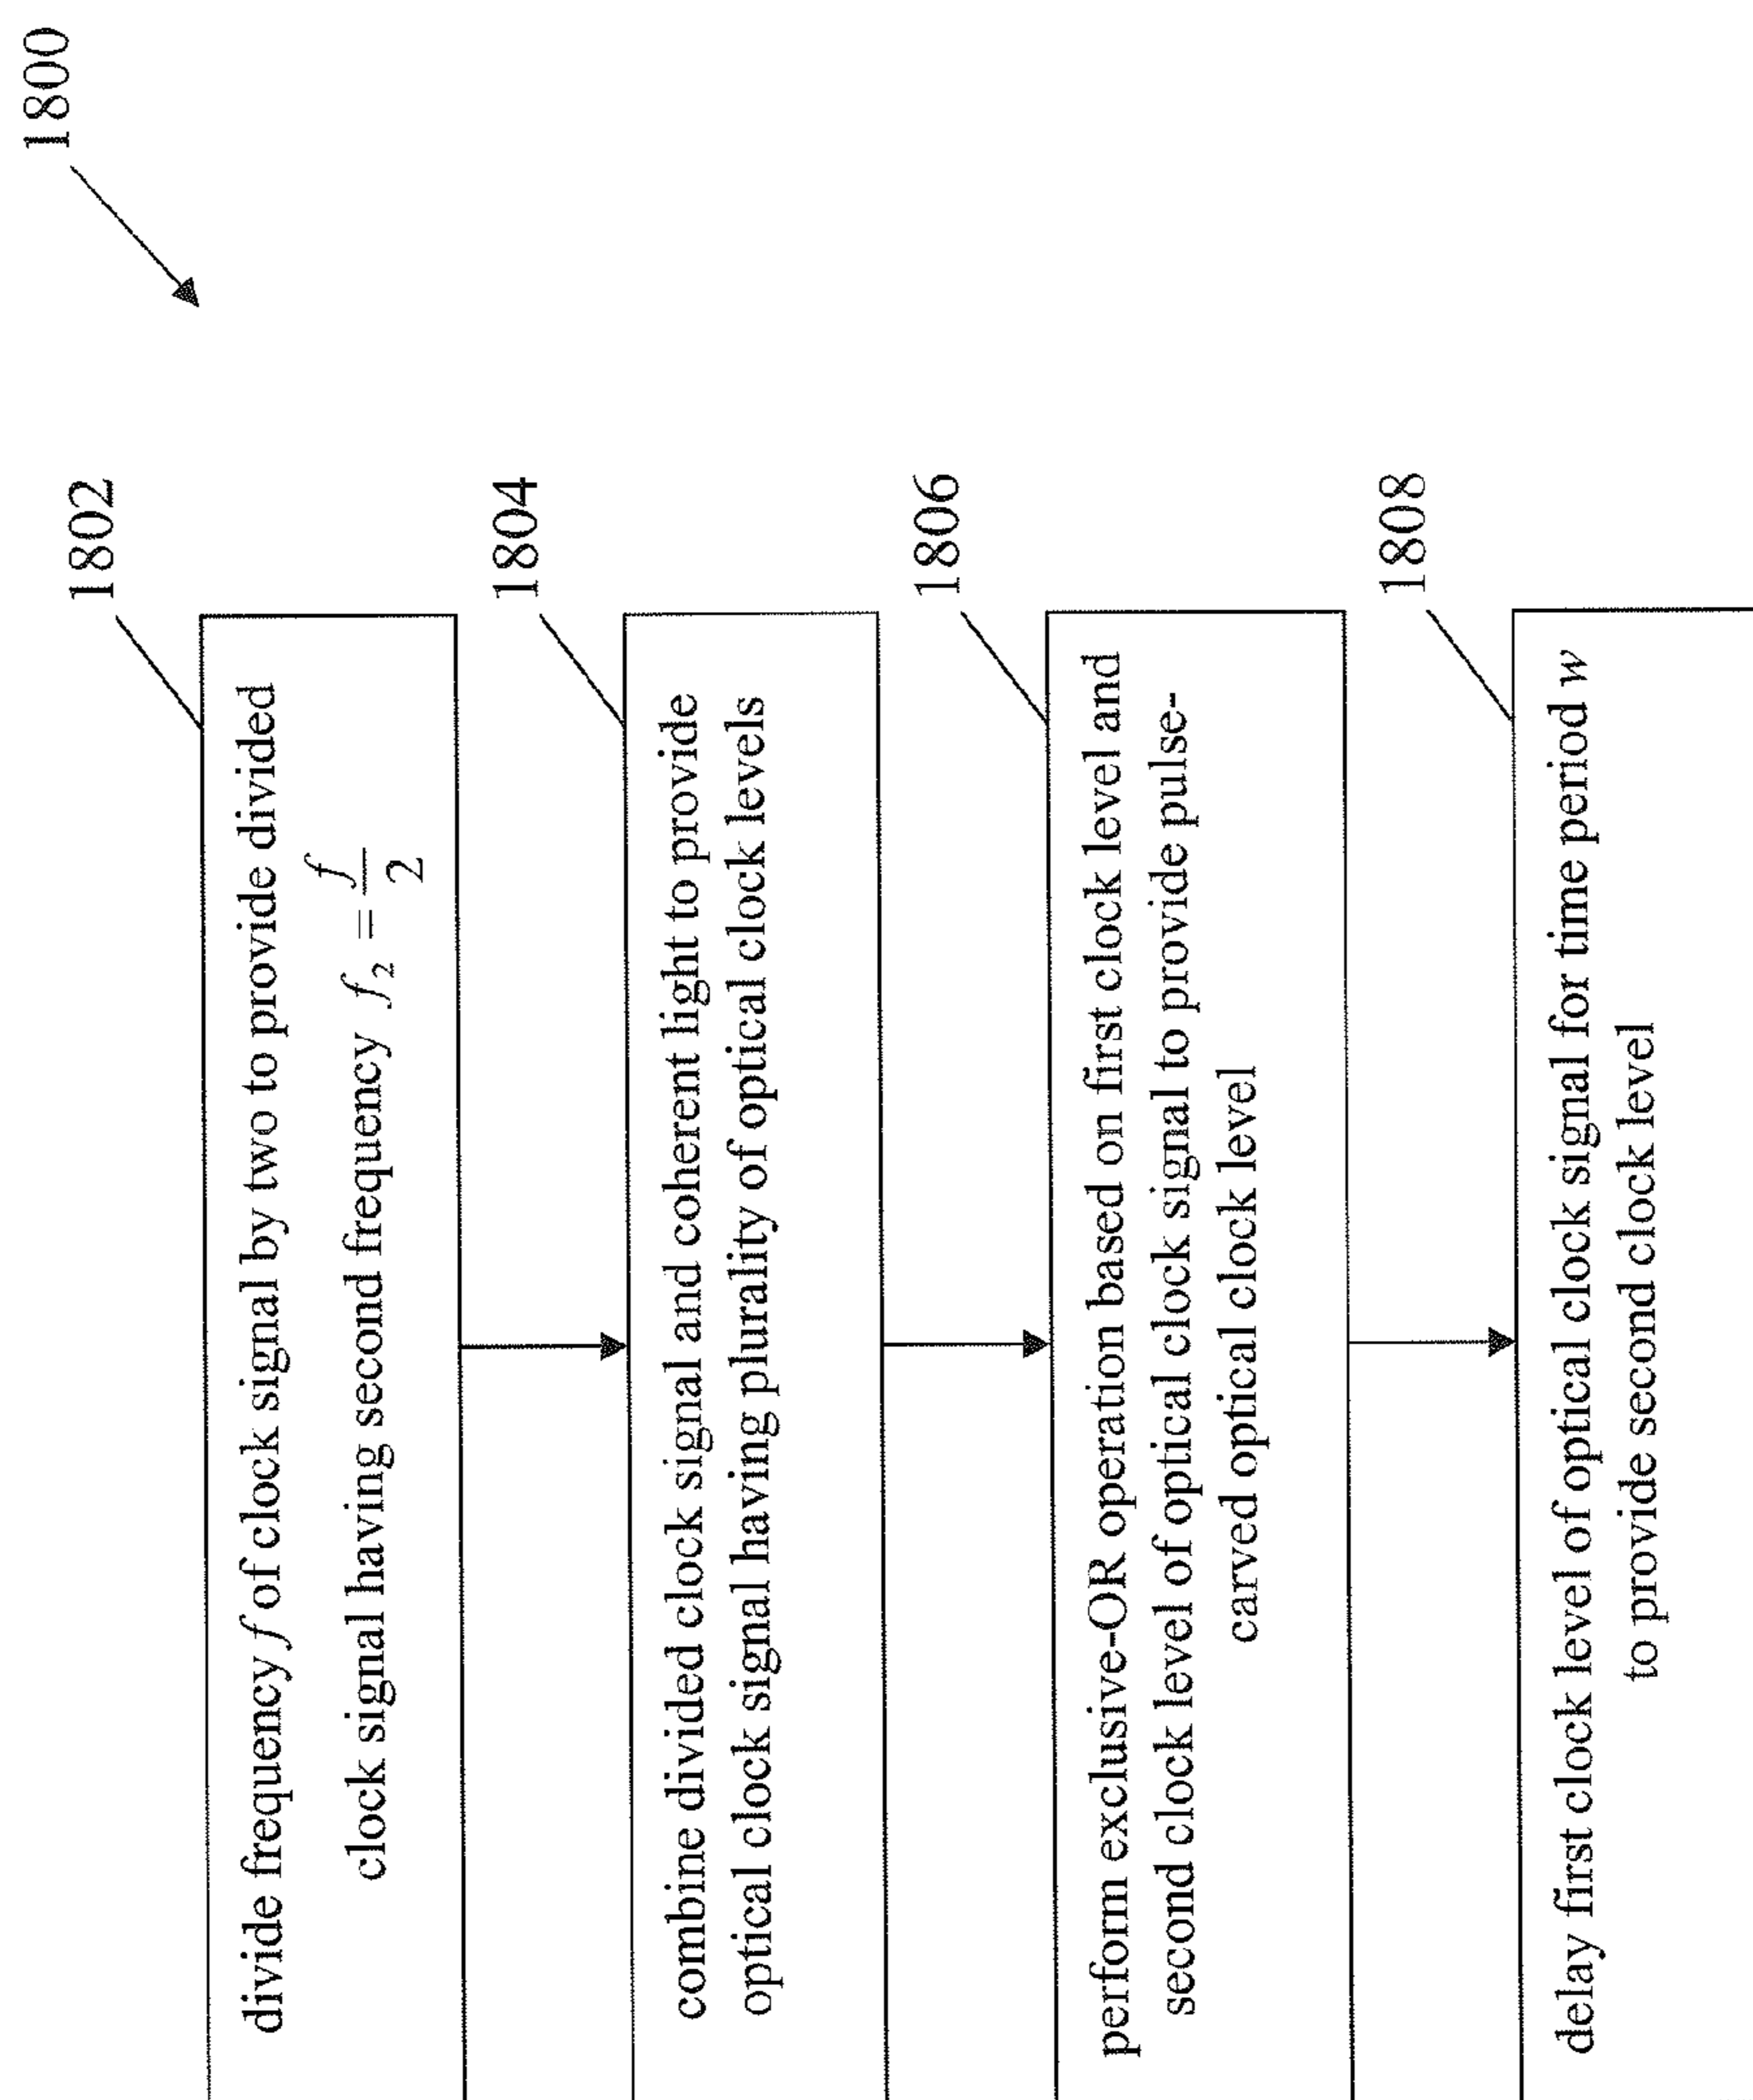 1800
1802
divide frequency f of clock signal by two to provide divided
clock signal having second frequency f₂ = f/2
1804
combine divided clock signal and coherent light to provide
optical clock signal having plurality of optical clock levels
1806
perform exclusive-OR operation based on first clock level and
second clock level of optical clock signal to provide pulse-
carved optical clock level
1808
delay first clock level of optical clock signal for time period w
to provide second clock level